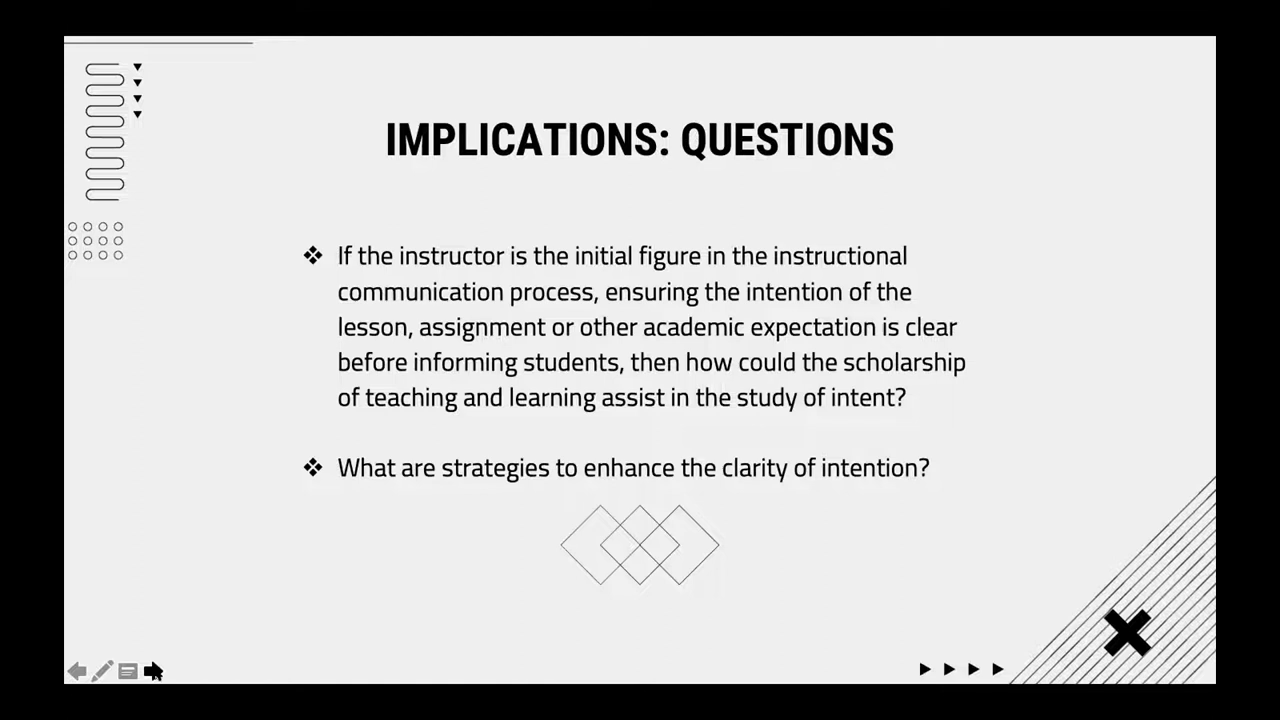 IMPLICATIONS: QUESTIONS
❖ If the instructor is the initial figure in the instructional
communication process, ensuring the intention of the
lesson, assignment or other academic expectation is clear
before informing students, then how could the scholarship
of teaching and learning assist in the study of intent?
❖ What are strategies to enhance the clarity of intention?